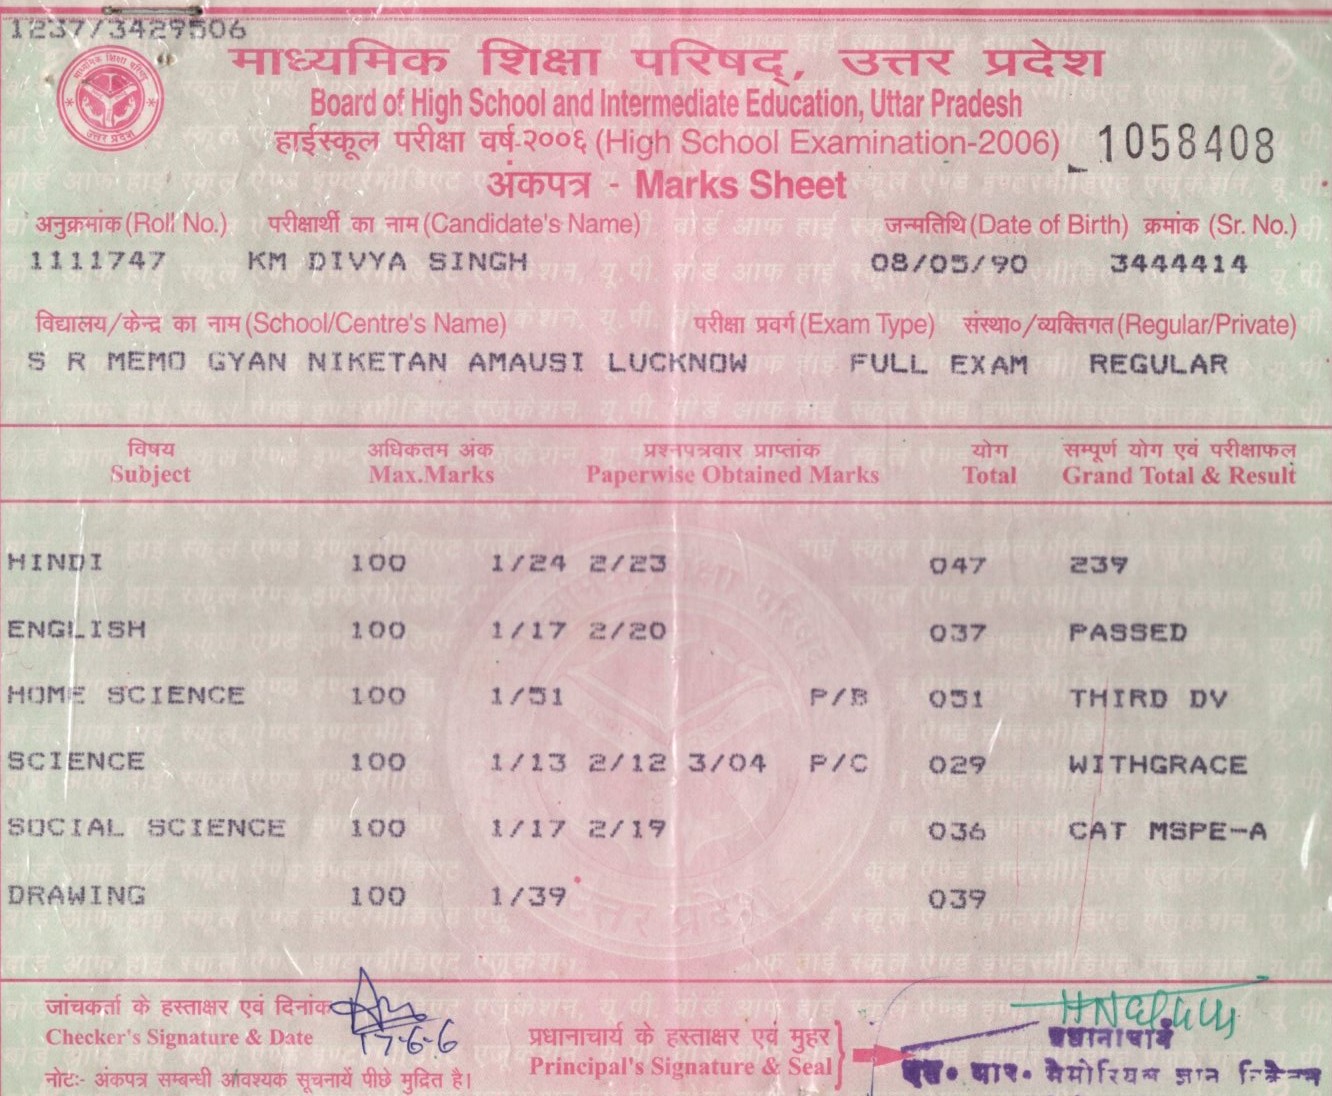 1237/3429506
माध्यमिक शिक्षा परिषद्, उत्तर प्रदेश
Board of High School and Intermediate Education, Uttar Pradesh
हाईस्कूल परीक्षा वर्ष-२००६ (High School Examination-2006) 1058408
अंकपत्र - Marks Sheet
अनुक्रमांक (Roll No.) परीक्षार्थी का नाम (Candidate's Name) जन्मतिथि (Date of Birth) क्रमांक (Sr. No.)
1111747 KM DIVYA SINGH 08/05/90 3444414
विद्यालय/केन्द्र का नाम (School/Centre's Name) परीक्षा प्रवर्ग (Exam Type) संस्था०/व्यक्तिगत (Regular/Private)
S R MEMO GYAN NIKETAN AMAUSI LUCKNOW FULL EXAM REGULAR
विषय अधिकतम अंक प्रश्नपत्रवार प्राप्तांक योग सम्पूर्ण योग एवं परीक्षाफल
Subject Max.Marks Paperwise Obtained Marks Total Grand Total & Result
HINDI 100 1/24 2/23 047 239
ENGLISH 100 1/17 2/20 037 PASSED
HOME SCIENCE 100 1/51 P/B 051 THIRD DV
SCIENCE 100 1/13 2/12 3/04 P/C 029 WITHGRACE
SOCIAL SCIENCE 100 1/17 2/19 036 CAT MSPE-A
DRAWING 100 1/39 039
जांचकर्ता के हस्ताक्षर एवं दिनांक
Checker's Signature & Date 17-6-6
प्रधानाचार्य के हस्ताक्षर एवं मुहर
Principal's Signature & Seal
प्रधानाचार्य
एस० आर० मैमोरियल ज्ञान निकेतन
नोटः- अंकपत्र सम्बन्धी आवश्यक सूचनायें पीछे मुद्रित है।